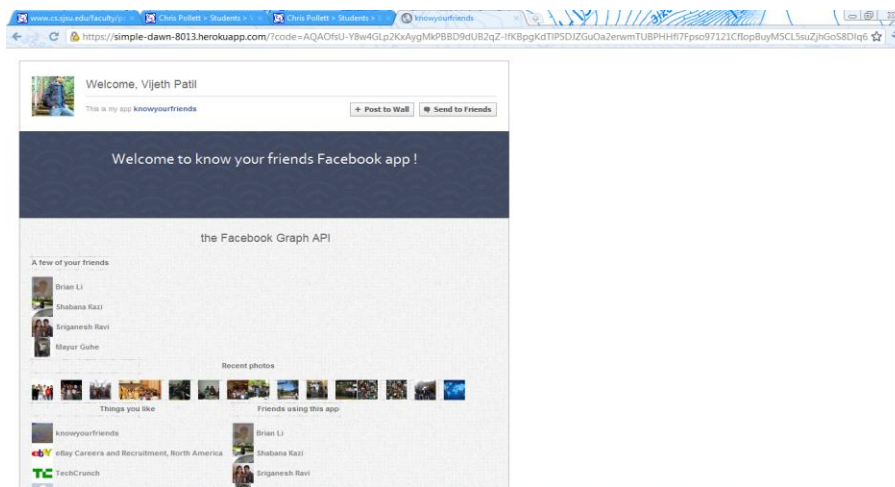 www.sjsu.edu/faculty/po
Chris Pollett > Students >
Chris Pollett > Students >
knowyourfriends
https://simple-dawn-8013.herokuapp.com/?code=
Welcome, Vijeth Patil
This is my app knowyourfriends
+ Post to Wall
Send to Friends
Welcome to know your friends Facebook app !
the Facebook Graph API
A few of your friends
Brian Li
Shabana Kazi
Sriganesh Ravi
Mayur Guhe
Recent photos
Things you like
Friends using this app
knowyourfriends
Brian Li
ebY eBay Careers and Recruitment, North America
Shabana Kazi
TC TechCrunch
Sriganesh Ravi